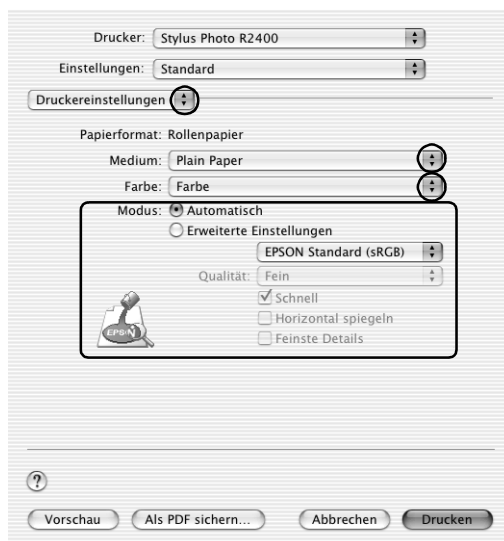 Drucker: Stylus Photo R2400
Einstellungen: Standard
Druckereinstellungen
Papierformat: Rollenpapier
Medium: Plain Paper
Farbe: Farbe
Modus: Automatisch
Erweiterte Einstellungen
EPSON Standard (sRGB)
Qualität: Fein
Schnell
Horizontal spiegeln
EPSON Feinste Details
?
Vorschau Als PDF sichern... Abbrechen Drucken